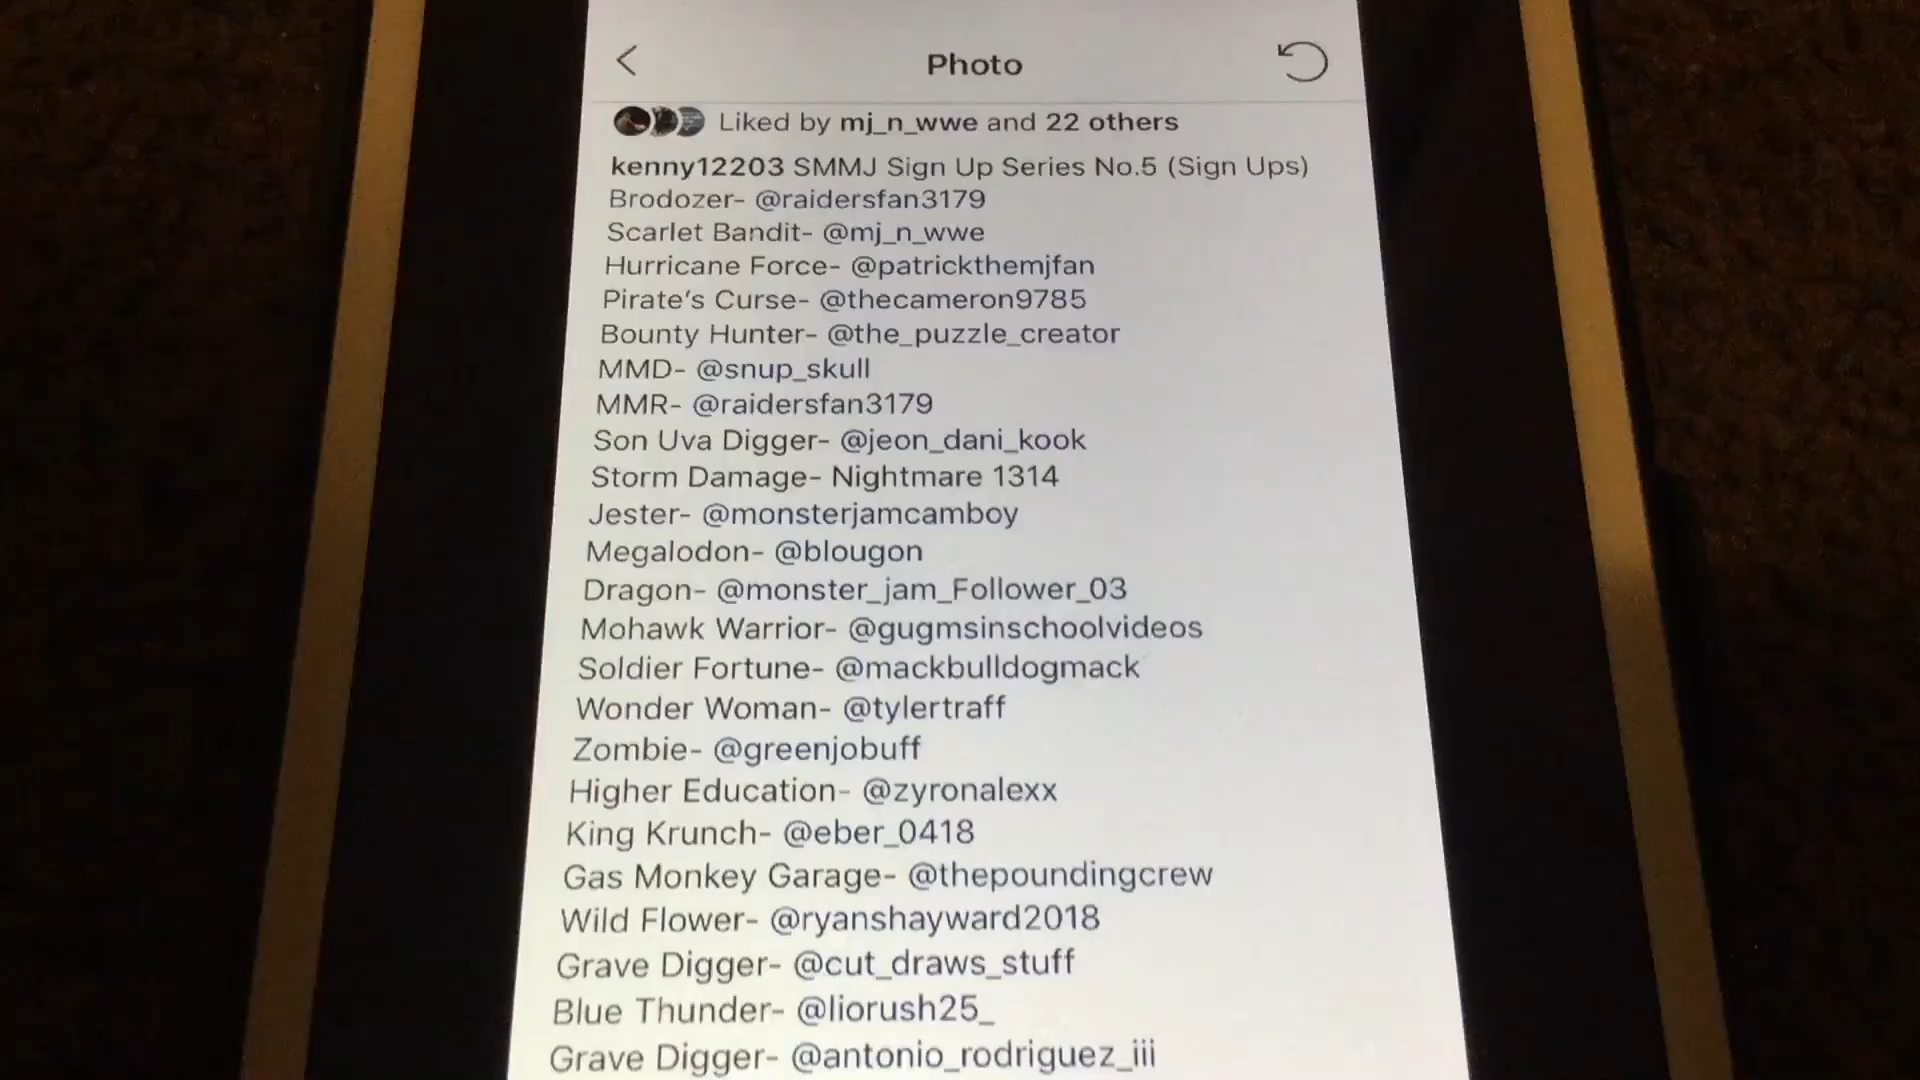 Photo
Liked by mj_n_wwe and 22 others
kenny12203 SMMJ Sign Up Series No.5 (Sign Ups)
Brodozer- @raidersfan3179
Scarlet Bandit- @mj_n_wwe
Hurricane Force- @patrickthemjfan
Pirate's Curse- @thecameron9785
Bounty Hunter- @the_puzzle_creator
MMD- @snup_skull
MMR- @raidersfan3179
Son Uva Digger- @jeon_dani_kook
Storm Damage- Nightmare 1314
Jester- @monsterjamcamboy
Megalodon- @blougon
Dragon- @monster_jam_Follower_03
Mohawk Warrior- @gugmsinschoolvideos
Soldier Fortune- @mackbulldogmack
Wonder Woman- @tylertraff
Zombie- @greenjobuff
Higher Education- @zyronalexx
King Krunch- @eber_0418
Gas Monkey Garage- @thepoundingcrew
Wild Flower- @ryanshayward2018
Grave Digger- @cut_draws_stuff
Blue Thunder- @liorush25_
Grave Digger- @antonio_rodriguez_iii